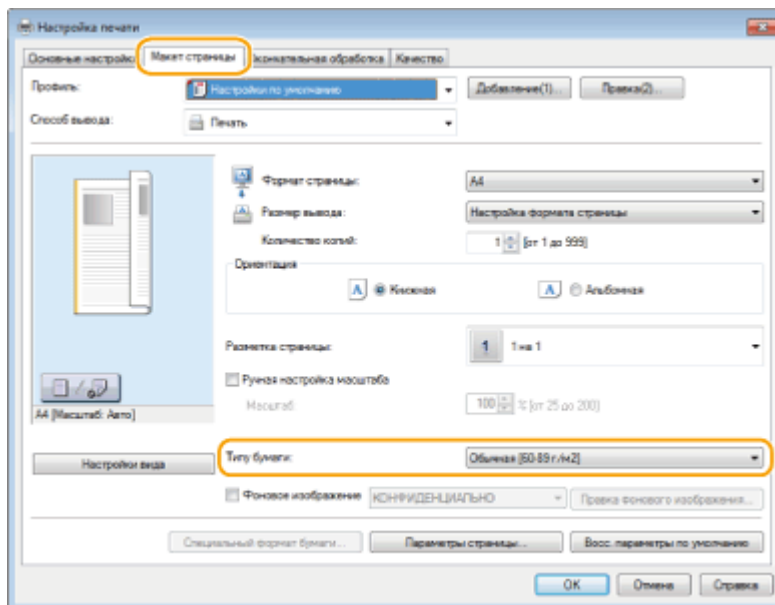 Настройка печати
Основные настройки Макет страницы Окончательная обработка Качество
Профиль: Настройки по умолчанию Добавление(1)... Правка(2)...
Способ вывода: Печать
Формат страницы: A4
Размер вывода: Настройка формата страницы
Количество копий: 1 [от 1 до 999]
Ориентация
A Книжная A Альбомная
Разметка страницы: 1 1 на 1
Ручная настройка масштаба
Масштаб: 100 % [от 25 до 200]
A4 [Масштаб: Авто]
Настройки вида Типу бумаги: Обычная [60-89 г/м2]
Фоновое изображение КОНФИДЕНЦИАЛЬНО Правка фонового изображения...
Специальный формат бумаги... Параметры страницы... Восс. параметры по умолчанию
OK Отмена Справка